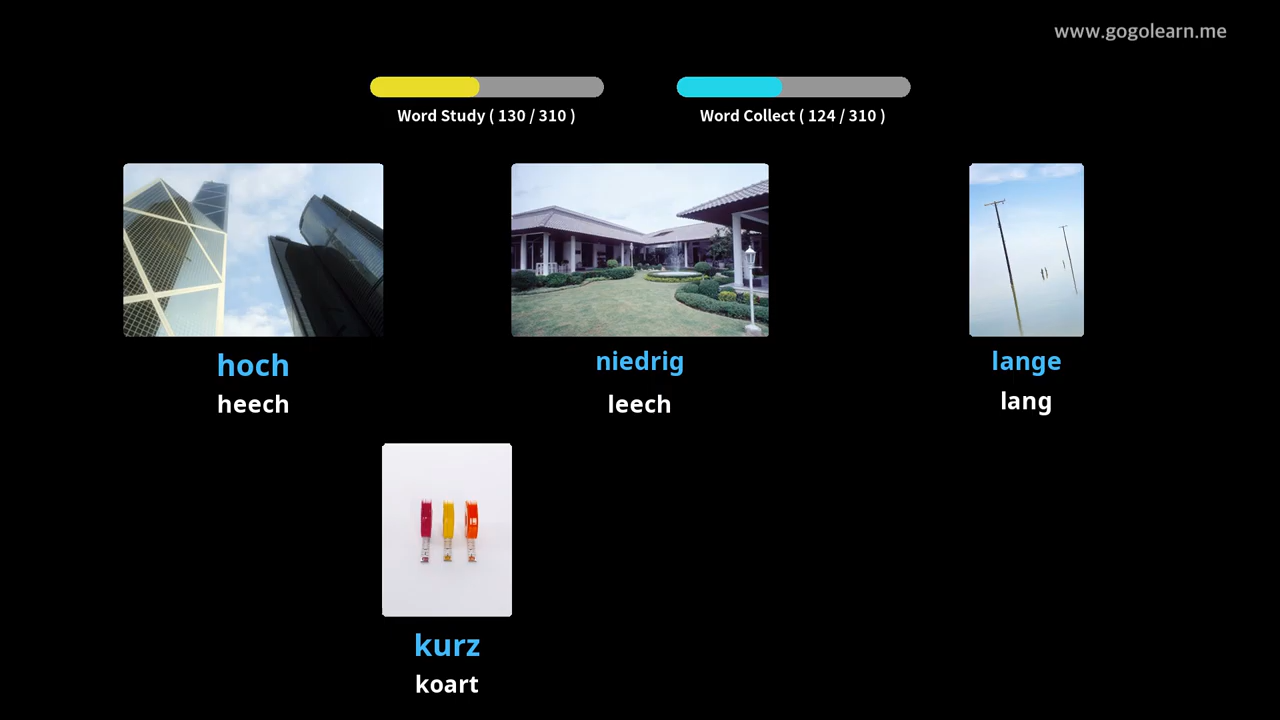 www.gogolearn.me
Word Study ( 130 / 310 )
Word Collect ( 124 / 310 )
hoch
heech
niedrig
leech
lange
lang
kurz
koart